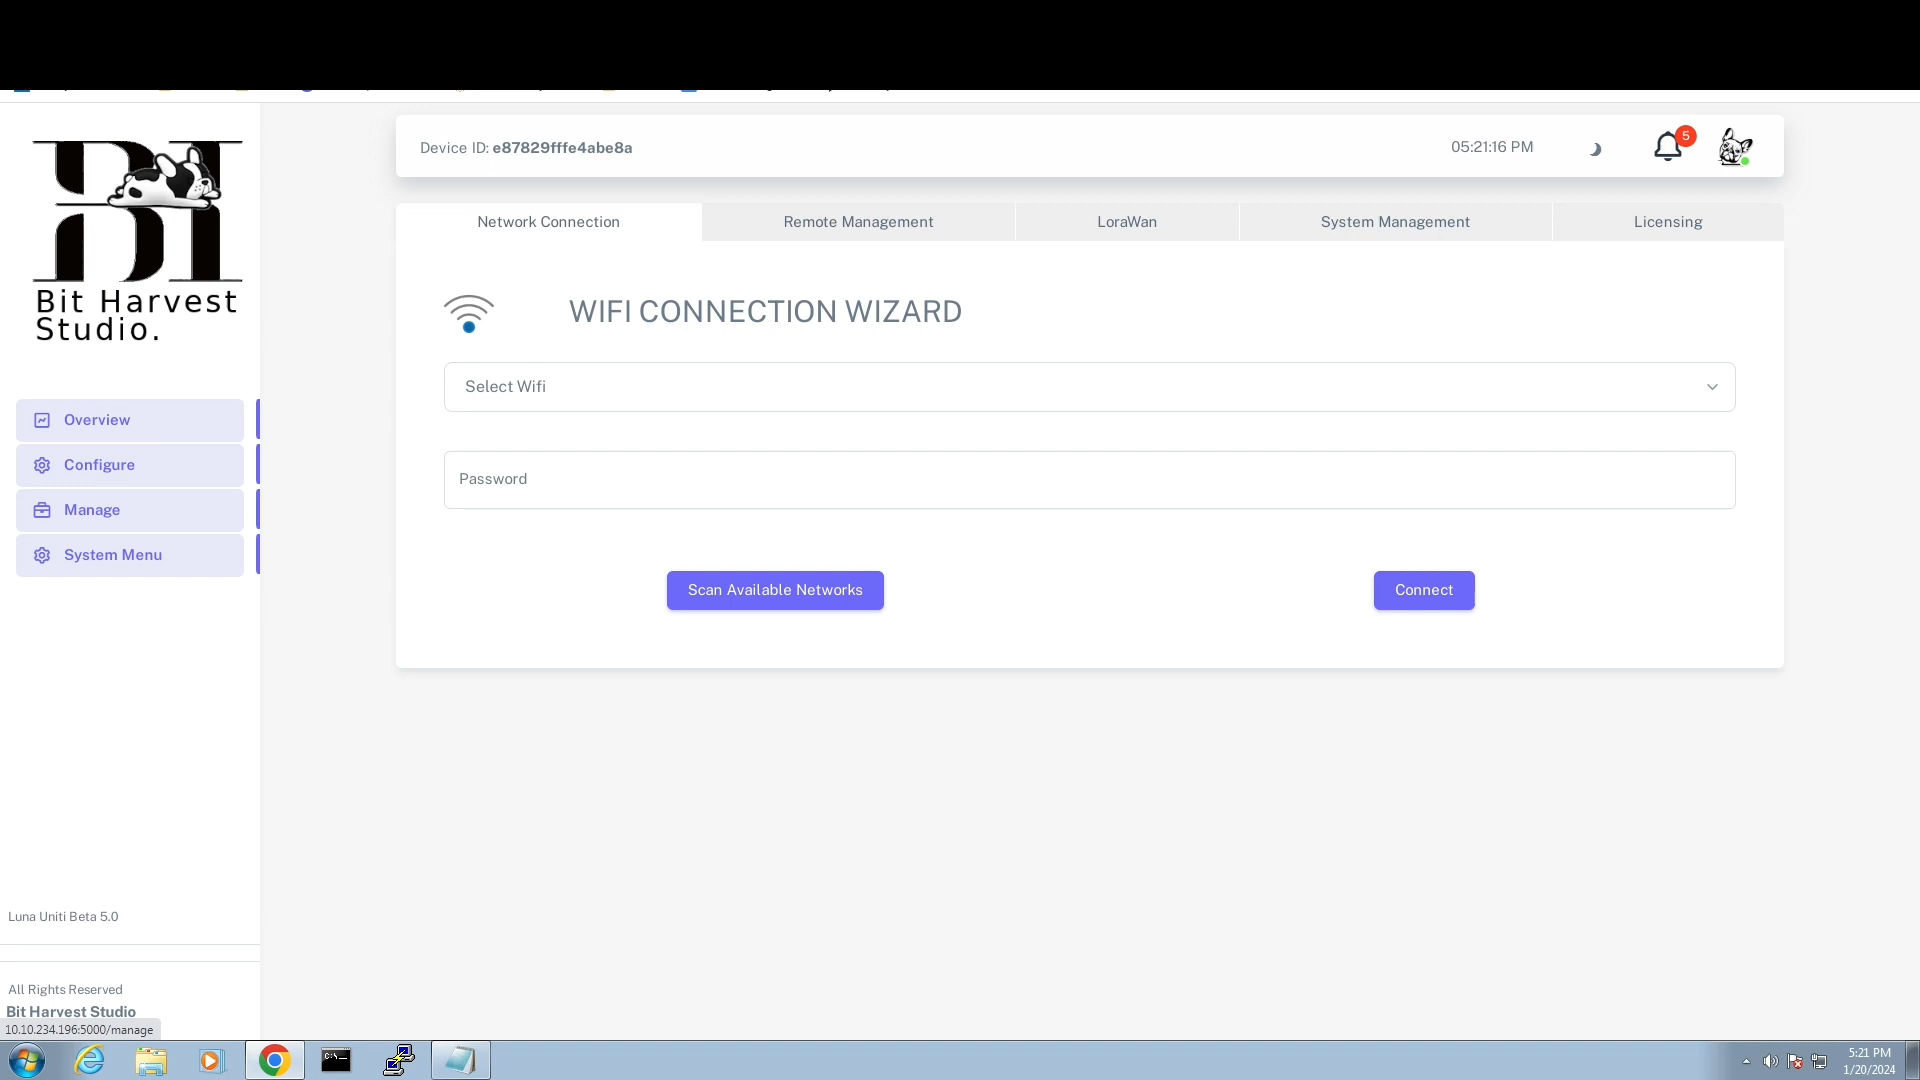 Device ID: e87829fffe4abe8a
05:21:16 PM
5
Bit Harvest
Studio.
Network Connection
Remote Management
LoraWan
System Management
Licensing
WIFI CONNECTION WIZARD
Select Wifi
Password
Scan Available Networks
Connect
Overview
Configure
Manage
System Menu
Luna Uniti Beta 5.0
All Rights Reserved
Bit Harvest Studio
10.10.234.196:5000/manage
C:\_
5:21 PM
1/20/2024